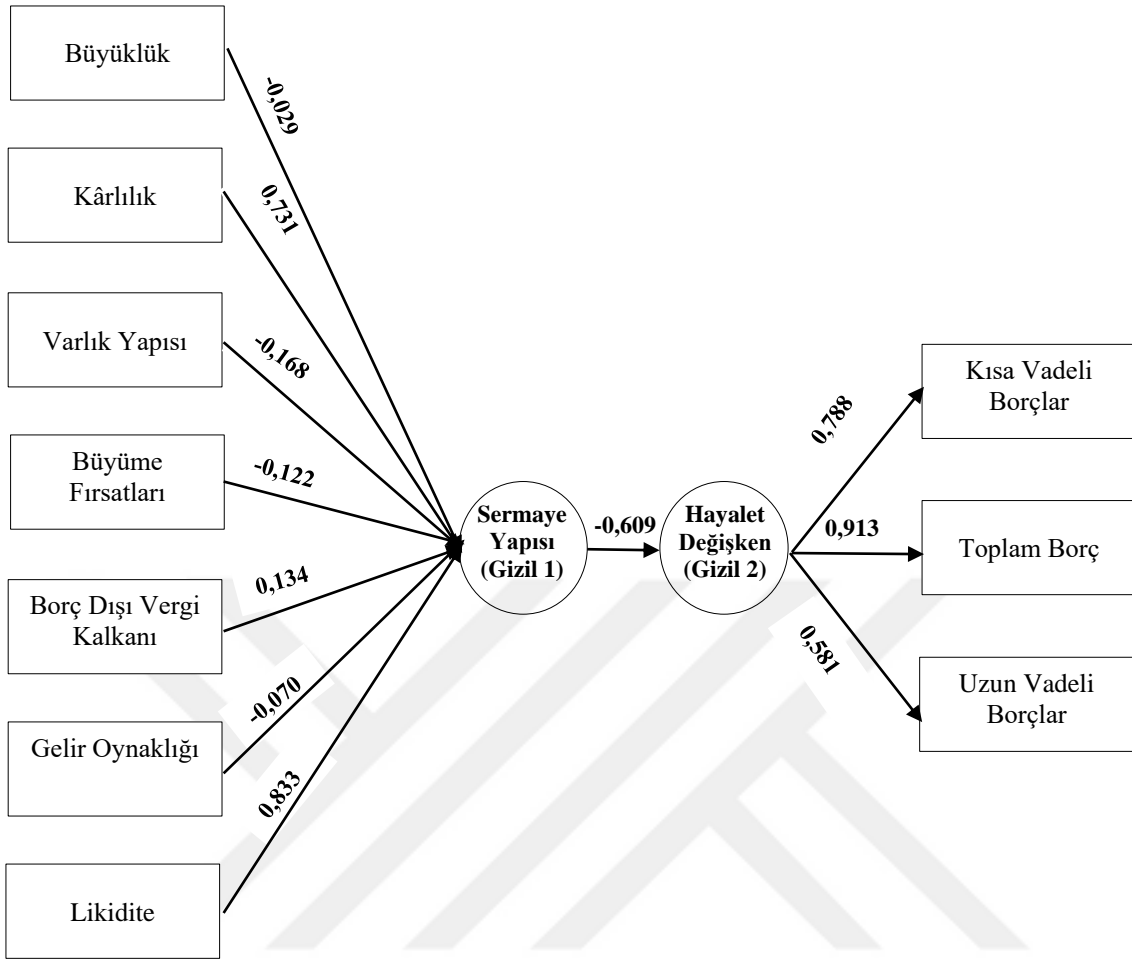 Büyüklük
-0,029
Kârlılık
0,731
Varlık Yapısı
-0,168
Büyüme
Fırsatları
-0,122
Borç Dışı Vergi
Kalkanı
0,134
Gelir Oynaklığı
-0,070
Likidite
0,833
Sermaye
Yapısı
(Gizil 1)
-0,609
Hayalet
Değişken
(Gizil 2)
0,788
0,913
0,581
Kısa Vadeli
Borçlar
Toplam Borç
Uzun Vadeli
Borçlar